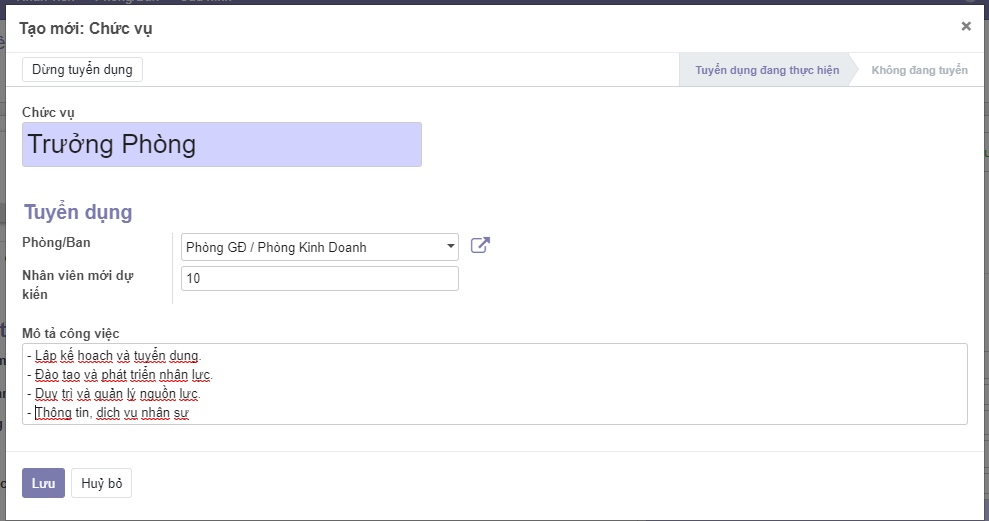 Tạo mới: Chức vụ
×
Dừng tuyển dụng
Tuyển dụng đang thực hiện
Không đang tuyển
Chức vụ
Trưởng Phòng
Tuyển dụng
Phòng/Ban
Phòng GĐ / Phòng Kinh Doanh
Nhân viên mới dự
kiến
10
Mô tả công việc
- Lập kế hoạch và tuyển dụng.
- Đào tạo và phát triển nhân lực.
- Duy trì và quản lý nguồn lực.
- Thông tin, dịch vụ nhân sự
Lưu
Huỷ bỏ